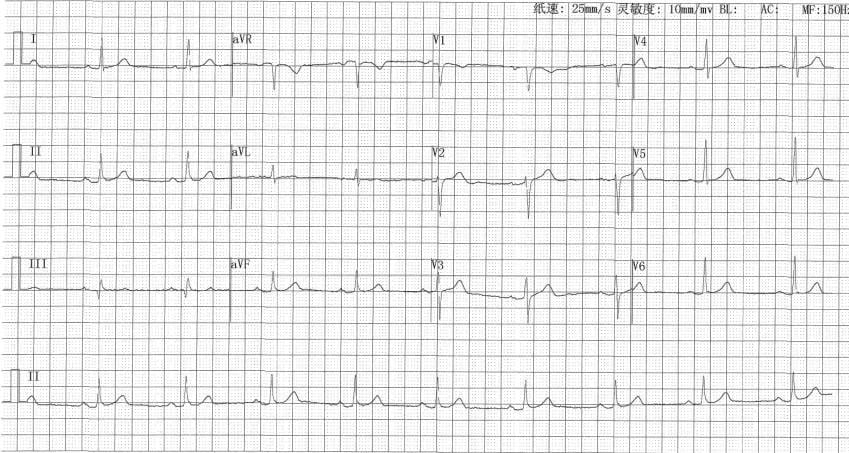 纸速: 25mm/s 灵敏度: 10mm/mv BL: AC: MF:150Hz
I aVR V1 V4
II aVL V2 V5
III aVF V3 V6
II